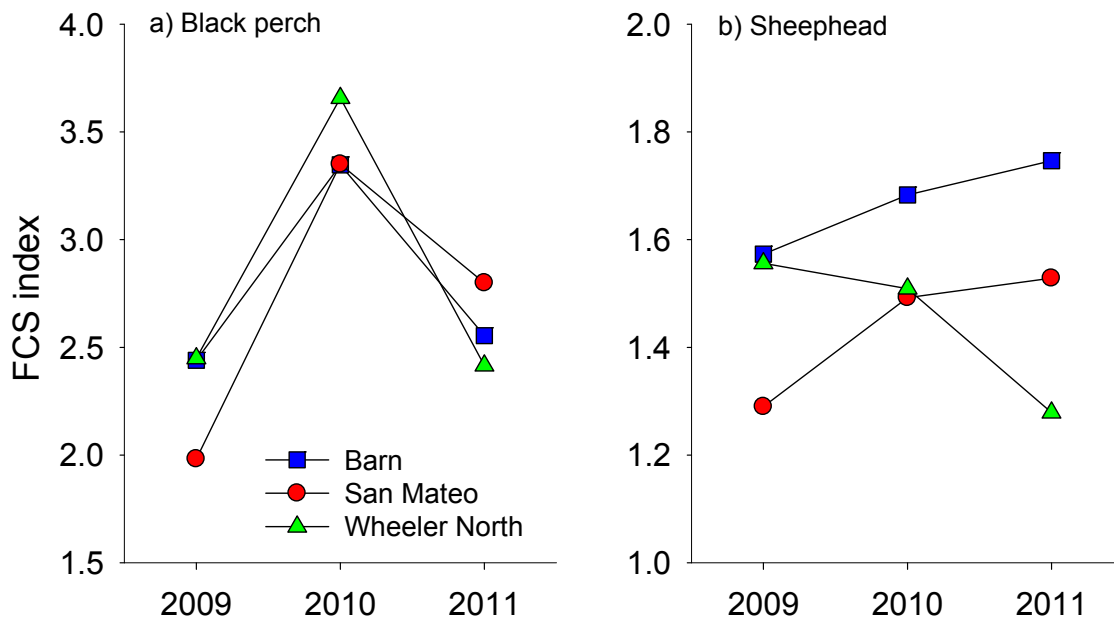 a) Black perch
4.0
3.5
3.0
2.5
2.0
1.5
FCS index
Barn
San Mateo
Wheeler North
2009 2010 2011
b) Sheephead
2.0
1.8
1.6
1.4
1.2
1.0
2009 2010 2011